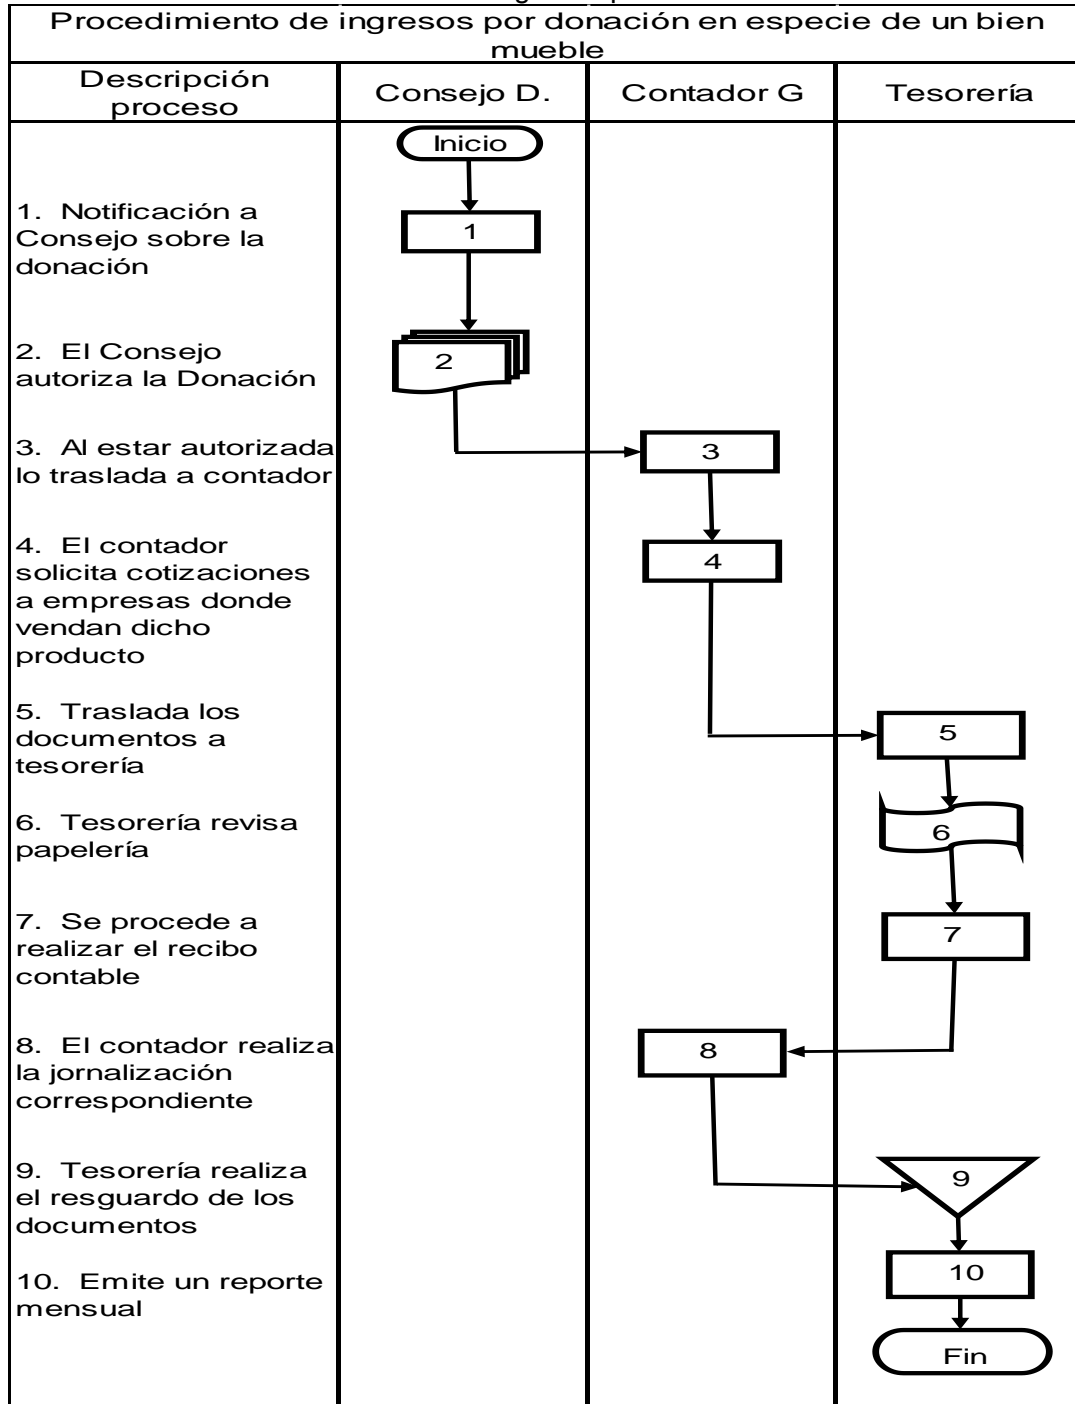 Procedimiento de ingresos por donación en especie de un bien
mueble
Descripción
proceso
Consejo D.
Contador G
Tesorería
Inicio
1. Notificación a
Consejo sobre la
donación
1
2. El Consejo
autoriza la Donación
2
3. Al estar autorizada
lo traslada a contador
3
4. El contador
solicita cotizaciones
a empresas donde
vendan dicho
producto
4
5. Traslada los
documentos a
tesorería
5
6. Tesorería revisa
papelería
6
7. Se procede a
realizar el recibo
contable
7
8. El contador realiza
la jornalización
correspondiente
8
9. Tesorería realiza
el resguardo de los
documentos
9
10. Emite un reporte
mensual
10
Fin